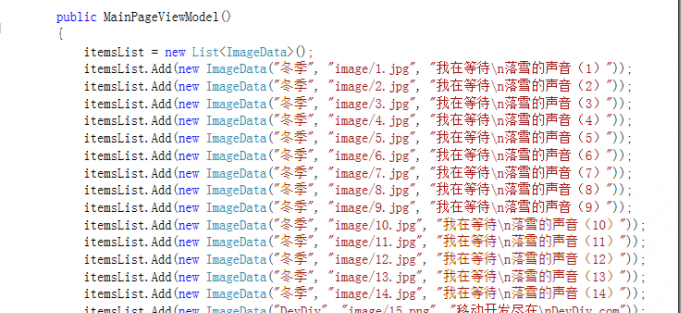 public MainPageViewModel()
{
itemsList = new List<ImageData>();
itemsList.Add(new ImageData("冬季", "image/1.jpg", "我在等待\n落雪的声音（1）"));
itemsList.Add(new ImageData("冬季", "image/2.jpg", "我在等待\n落雪的声音（2）"));
itemsList.Add(new ImageData("冬季", "image/3.jpg", "我在等待\n落雪的声音（3）"));
itemsList.Add(new ImageData("冬季", "image/4.jpg", "我在等待\n落雪的声音（4）"));
itemsList.Add(new ImageData("冬季", "image/5.jpg", "我在等待\n落雪的声音（5）"));
itemsList.Add(new ImageData("冬季", "image/6.jpg", "我在等待\n落雪的声音（6）"));
itemsList.Add(new ImageData("冬季", "image/7.jpg", "我在等待\n落雪的声音（7）"));
itemsList.Add(new ImageData("冬季", "image/8.jpg", "我在等待\n落雪的声音（8）"));
itemsList.Add(new ImageData("冬季", "image/9.jpg", "我在等待\n落雪的声音（9）"));
itemsList.Add(new ImageData("冬季", "image/10.jpg", "我在等待\n落雪的声音（10）"));
itemsList.Add(new ImageData("冬季", "image/11.jpg", "我在等待\n落雪的声音（11）"));
itemsList.Add(new ImageData("冬季", "image/12.jpg", "我在等待\n落雪的声音（12）"));
itemsList.Add(new ImageData("冬季", "image/13.jpg", "我在等待\n落雪的声音（13）"));
itemsList.Add(new ImageData("冬季", "image/14.jpg", "我在等待\n落雪的声音（14）"));
itemsList.Add(new ImageData("DevDiv", "image/15.png", "移动开发尽在\nDevDiv.com"));